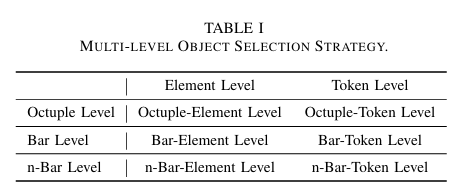 TABLE I
MULTI-LEVEL OBJECT SELECTION STRATEGY.
Element Level Token Level
Octuple Level Octuple-Element Level Octuple-Token Level
Bar Level Bar-Element Level Bar-Token Level
n-Bar Level n-Bar-Element Level n-Bar-Token Level